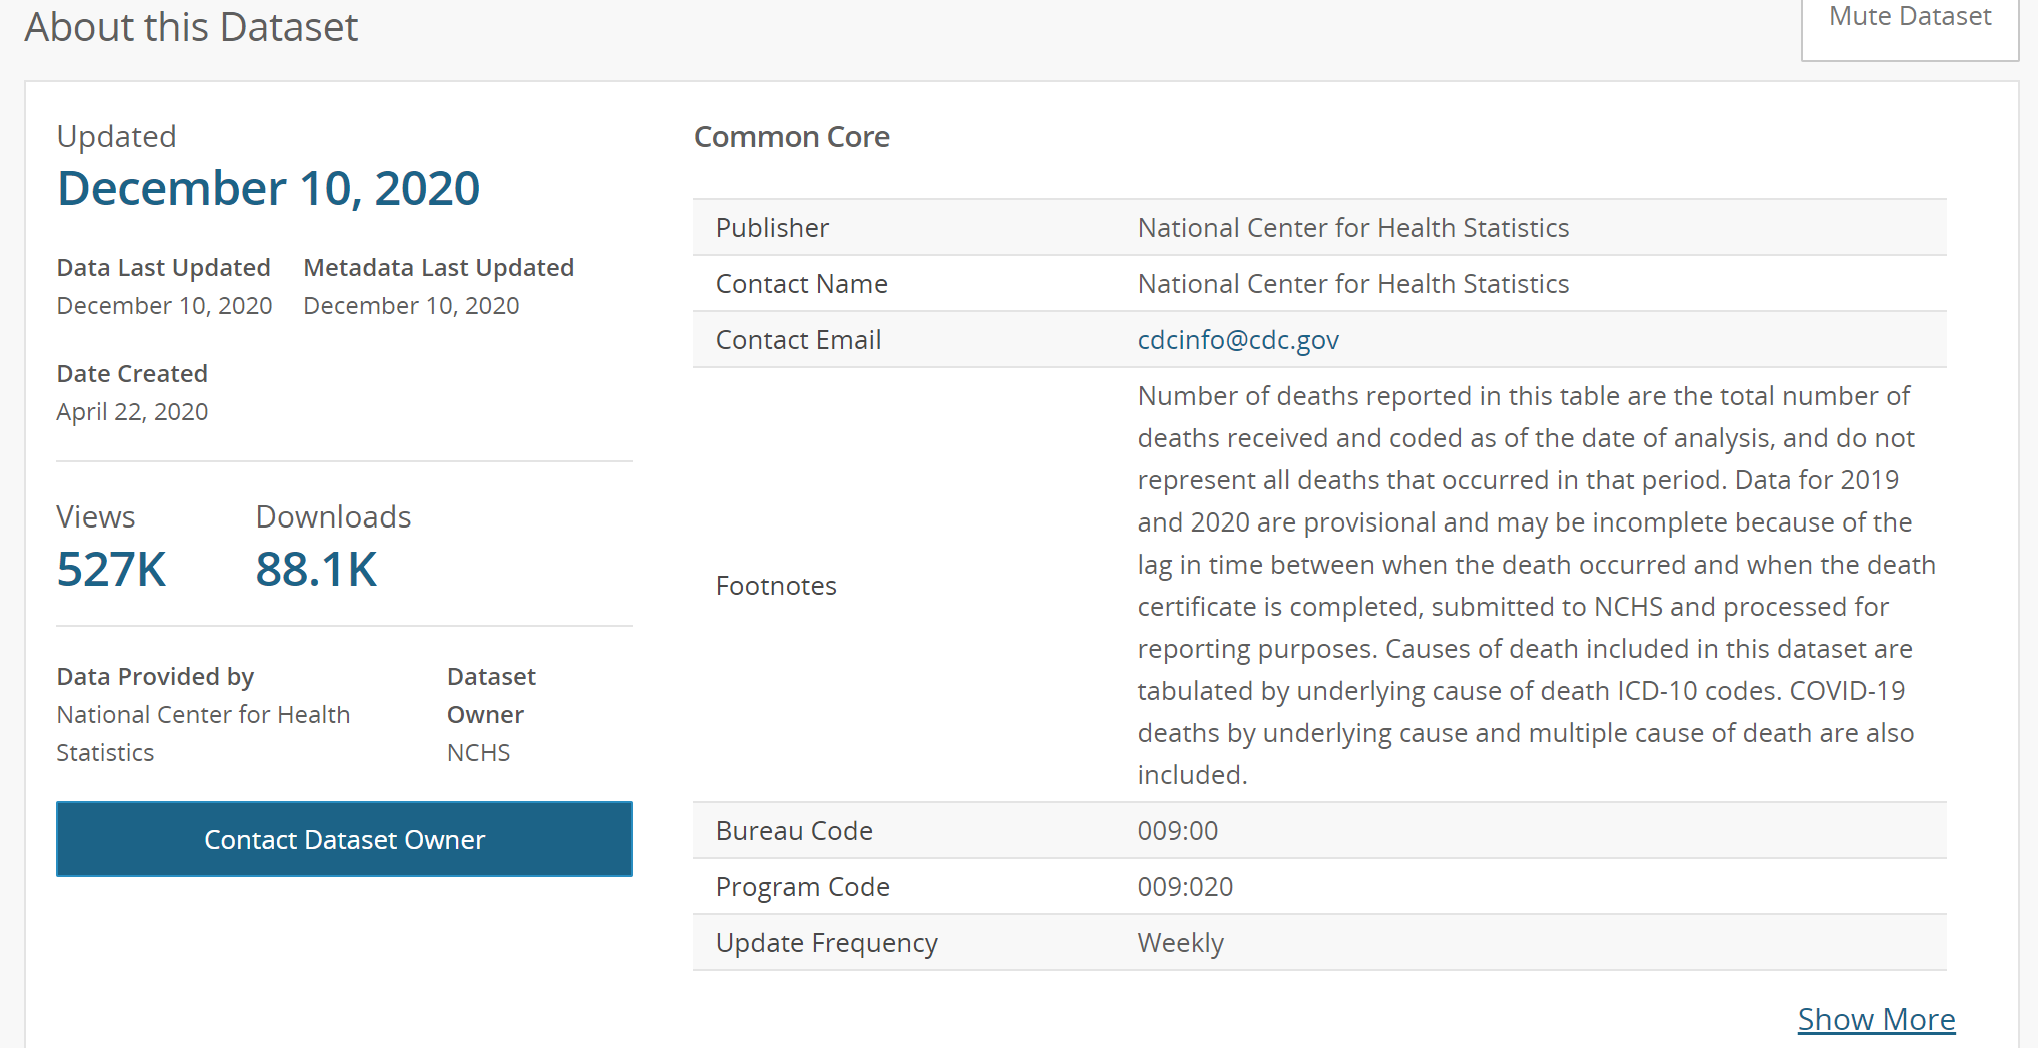 About this Dataset
Mute Dataset
Updated
December 10, 2020
Data Last Updated
December 10, 2020
Metadata Last Updated
December 10, 2020
Date Created
April 22, 2020
Views
527K
Downloads
88.1K
Data Provided by
National Center for Health
Statistics
Dataset
Owner
NCHS
Contact Dataset Owner
Common Core
Publisher
National Center for Health Statistics
Contact Name
National Center for Health Statistics
Contact Email
cdcinfo@cdc.gov
Footnotes
Number of deaths reported in this table are the total number of
deaths received and coded as of the date of analysis, and do not
represent all deaths that occurred in that period. Data for 2019
and 2020 are provisional and may be incomplete because of the
lag in time between when the death occurred and when the death
certificate is completed, submitted to NCHS and processed for
reporting purposes. Causes of death included in this dataset are
tabulated by underlying cause of death ICD-10 codes. COVID-19
deaths by underlying cause and multiple cause of death are also
included.
Bureau Code
009:00
Program Code
009:020
Update Frequency
Weekly
Show More